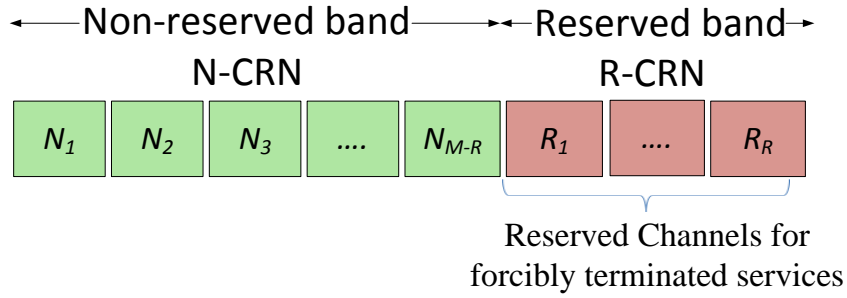 Non-reserved band Reserved band
N-CRN R-CRN
N1 N2 N3 .... NM-R R1 .... RR
Reserved Channels for
forcibly terminated services